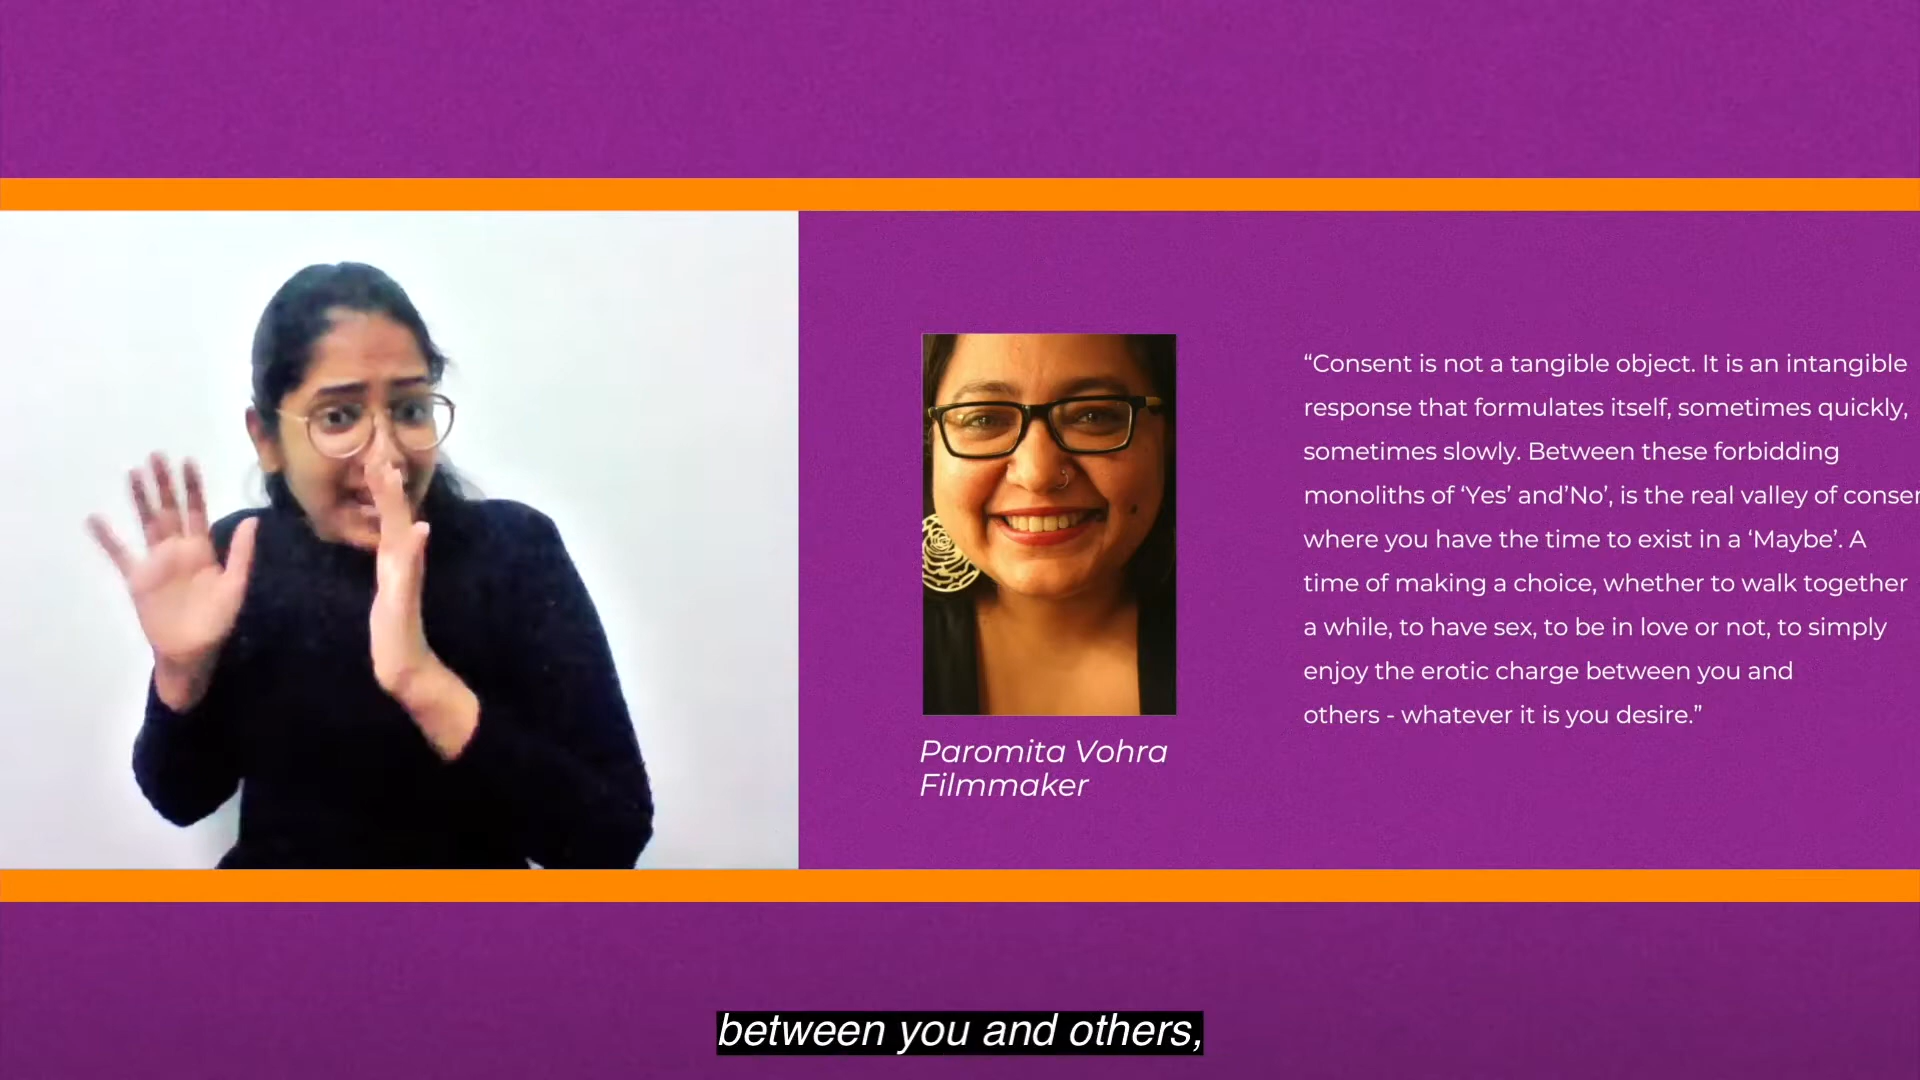 “Consent is not a tangible object. It is an intangible
response that formulates itself, sometimes quickly,
sometimes slowly. Between these forbidding
monoliths of ‘Yes’ and’No’, is the real valley of
where you have the time to exist in a ‘Maybe’. A
time of making a choice, whether to walk together
a while, to have sex, to be in love or not, to simply
enjoy the erotic charge between you and
others - whatever it is you desire.”
Paromita Vohra
Filmmaker
between you and others,